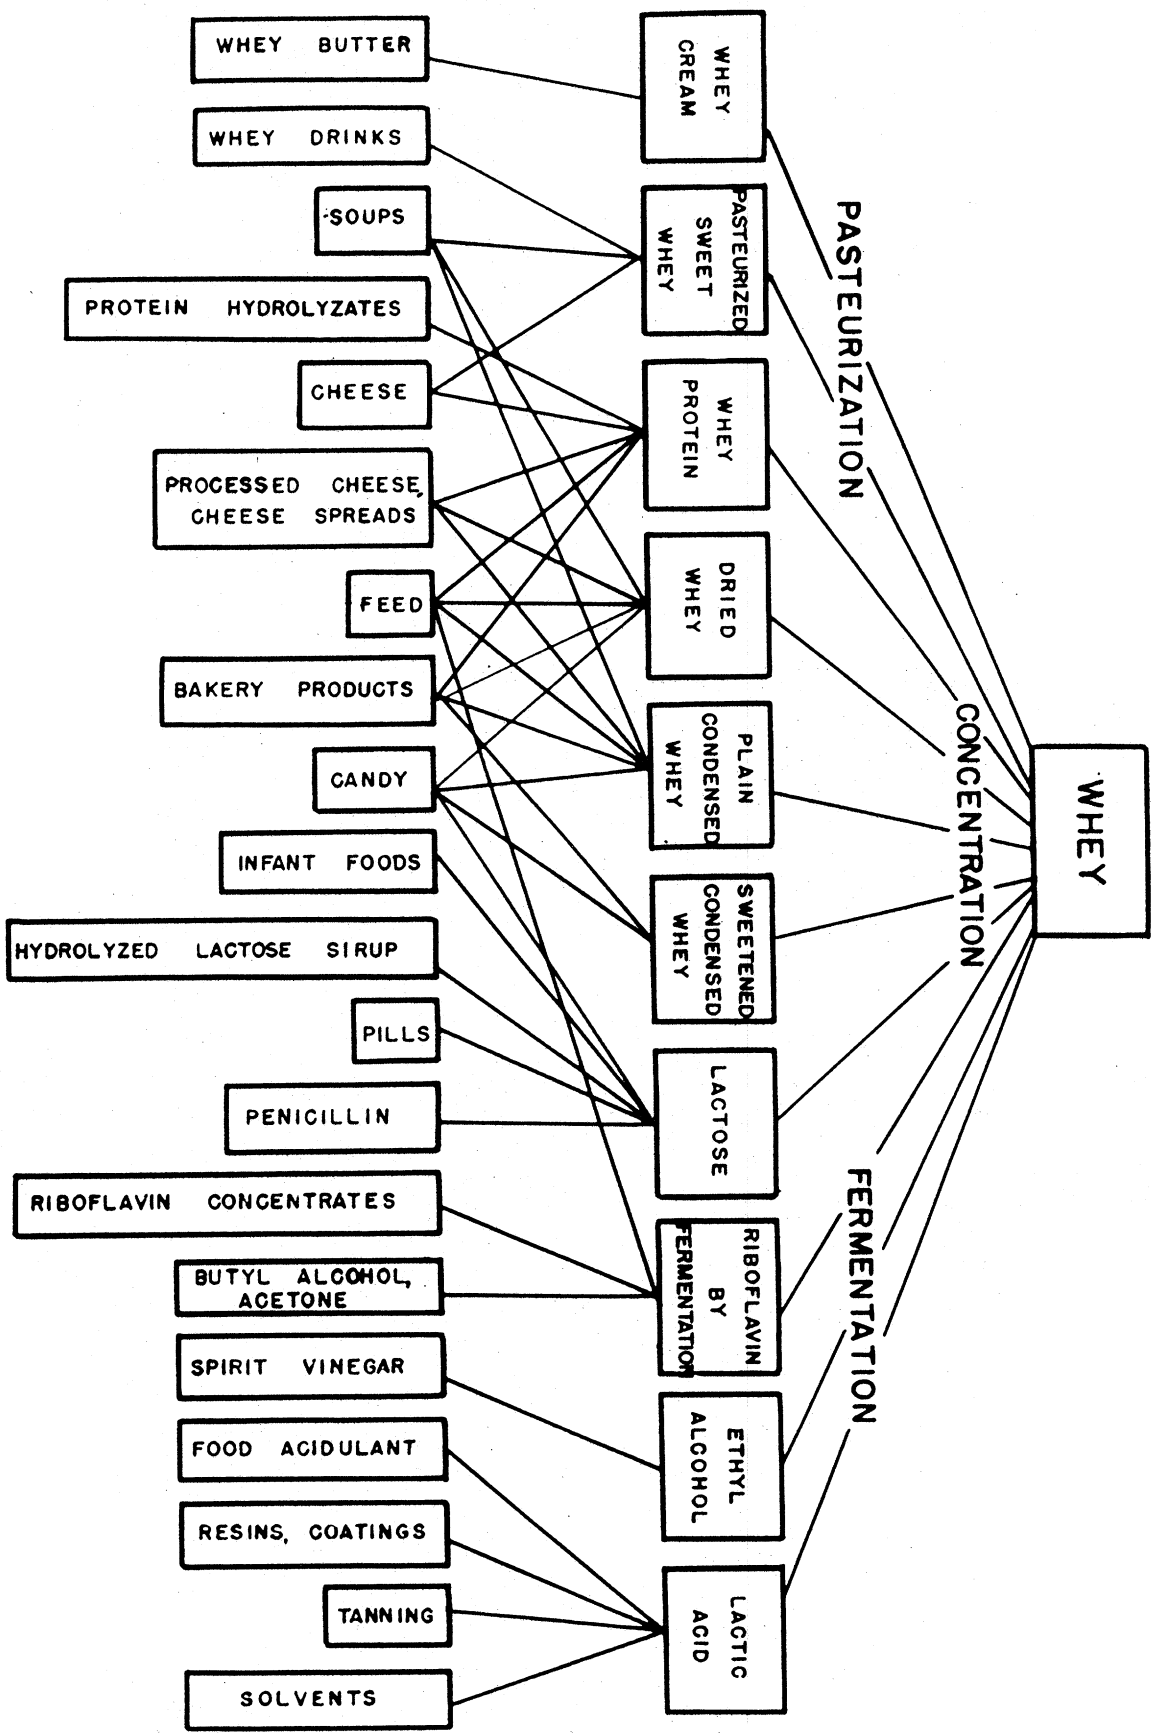 WHEY
PASTEURIZATION
CONCENTRATION
FERMENTATION
WHEY
CREAM
PASTEURIZED
SWEET
WHEY
WHEY
PROTEIN
DRIED
WHEY
PLAIN
CONDENSED
WHEY
SWEETENED
CONDENSED
WHEY
LACTOSE
RIBOFLAVIN
BY
FERMENTATION
ETHYL
ALCOHOL
LACTIC
ACID
WHEY BUTTER
WHEY DRINKS
SOUPS
PROTEIN HYDROLYZATES
CHEESE
PROCESSED CHEESE,
CHEESE SPREADS
FEED
BAKERY PRODUCTS
CANDY
INFANT FOODS
HYDROLYZED LACTOSE SIRUP
PILLS
PENICILLIN
RIBOFLAVIN CONCENTRATES
BUTYL ALCOHOL,
ACETONE
SPIRIT VINEGAR
FOOD ACIDULANT
RESINS, COATINGS
TANNING
SOLVENTS